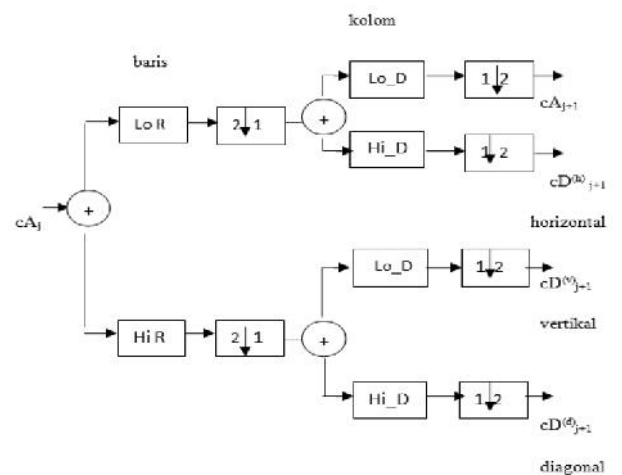 kolom
baris
Lo_D
1↓2
cA j+1
Lo R
2↓1
+
Hi_D
1↓2
cD(h) j+1
horizontal
cAj
+
Lo_D
1↓2
cD(v)j+1
vertikal
Hi R
2↓1
+
Hi_D
1↓2
cD(d)j+1
diagonal